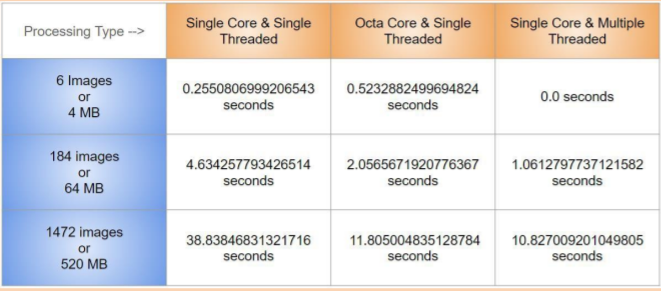 Processing Type -->
Single Core & Single
Threaded
Octa Core & Single
Threaded
Single Core & Multiple
Threaded
6 Images
or
4 MB
0.2550806999206543
seconds
0.5232882499694824
seconds
0.0 seconds
184 images
or
64 MB
4.634257793426514
seconds
2.0565671920776367
seconds
1.0612797737121582
seconds
1472 images
or
520 MB
38.83846831321716
seconds
11.805004835128784
seconds
10.827009201049805
seconds